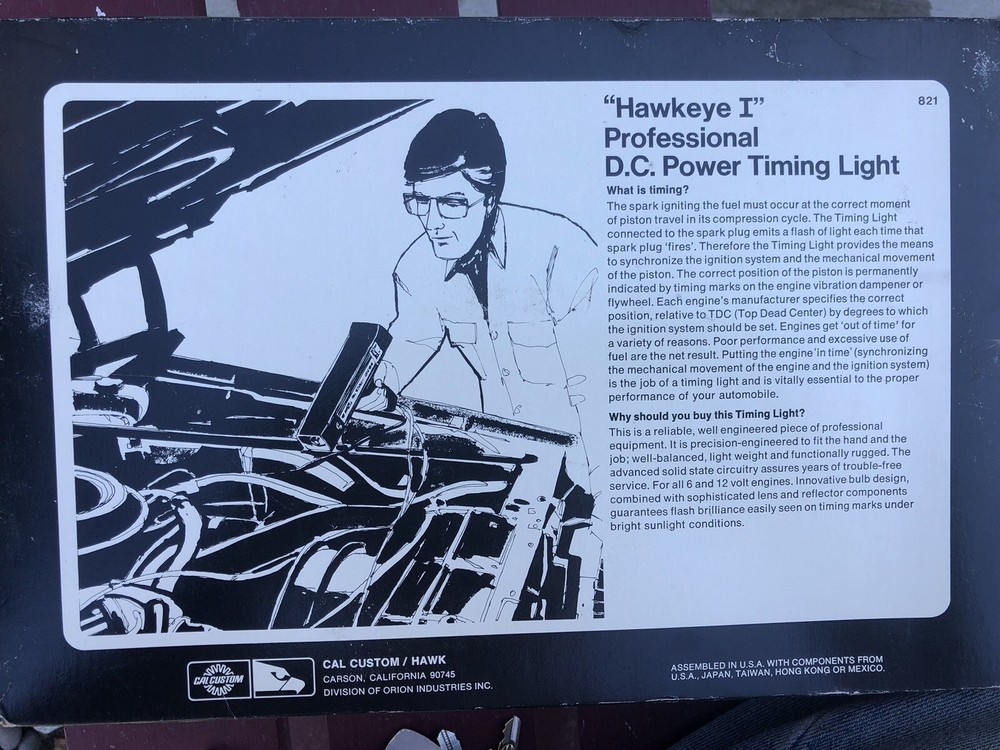 “Hawkeye I”
821
Professional
D.C. Power Timing Light
What is timing?
The spark igniting the fuel must occur at the correct moment
of piston travel in its compression cycle. The Timing Light
connected to the spark plug emits a flash of light each time that
spark plug ‘fires’. Therefore the Timing Light provides the means
to synchronize the ignition system and the mechanical movement
of the piston. The correct position of the piston is permanently
indicated by timing marks on the engine vibration dampener or
flywheel. Each engine’s manufacturer specifies the correct
position, relative to TDC (Top Dead Center) by degrees to which
the ignition system should be set. Engines get ‘out of time’ for
a variety of reasons. Poor performance and excessive use of
fuel are the net result. Putting the engine ‘in time’ (synchronizing
the mechanical movement of the engine and the ignition system)
is the job of a timing light and is vitally essential to the proper
performance of your automobile.
Why should you buy this Timing Light?
This is a reliable, well engineered piece of professional
equipment. It is precision-engineered to fit the hand and the
job; well-balanced, light weight and functionally rugged. The
advanced solid state circuitry assures years of trouble-free
service. For all 6 and 12 volt engines. Innovative bulb design,
combined with sophisticated lens and reflector components
guarantees flash brilliance easily seen on timing marks under
bright sunlight conditions.
CAL CUSTOM
CAL CUSTOM / HAWK
CARSON, CALIFORNIA 90745
DIVISION OF ORION INDUSTRIES INC.
ASSEMBLED IN U.S.A. WITH COMPONENTS FROM
U.S.A., JAPAN, TAIWAN, HONG KONG OR MEXICO.